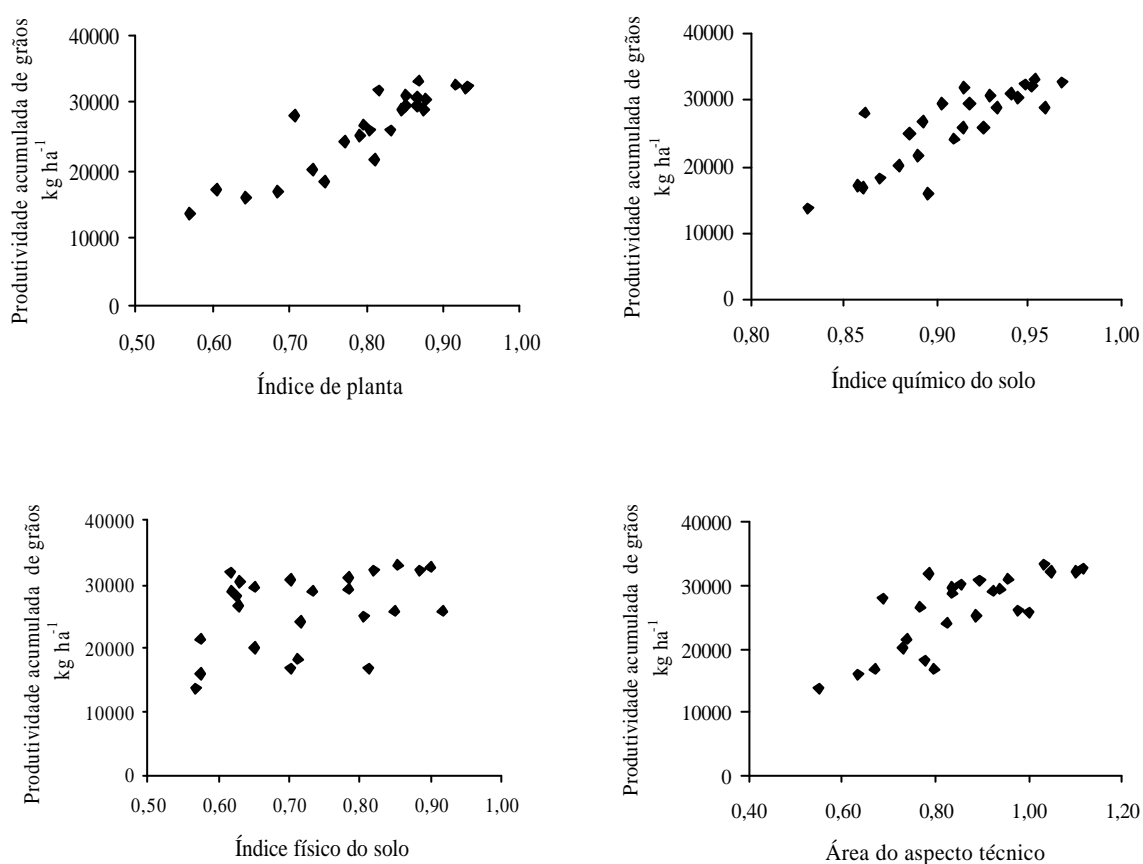 Produtividade acumulada de grãos
kg ha-1
40000
30000
20000
10000
0
0,50 0,60 0,70 0,80 0,90 1,00
Índice de planta
Produtividade acumulada de grãos
kg ha-1
40000
30000
20000
10000
0
0,80 0,85 0,90 0,95 1,00
Índice químico do solo
Produtividade acumulada de grãos
kg ha-1
40000
30000
20000
10000
0
0,50 0,60 0,70 0,80 0,90 1,00
Índice físico do solo
Produtividade acumulada de grãos
kg ha-1
40000
30000
20000
10000
0
0,40 0,60 0,80 1,00 1,20
Área do aspecto técnico